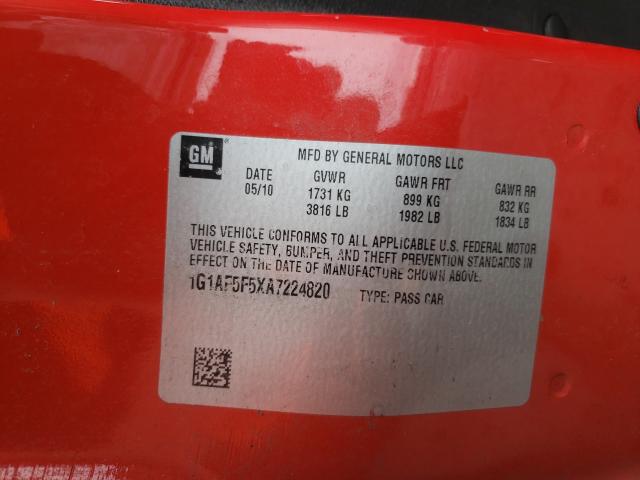 GM
MFD BY GENERAL MOTORS LLC
DATE GVWR GAWR FRT GAWR RR
05/10 1731 KG 899 KG 832 KG
3816 LB 1982 LB 1834 LB
THIS VEHICLE CONFORMS TO ALL APPLICABLE U.S. FEDERAL MOTOR
VEHICLE SAFETY, BUMPER, AND THEFT PREVENTION STANDARDS IN
EFFECT ON THE DATE OF MANUFACTURE SHOWN ABOVE.
1G1AF5F5XA7224820 TYPE: PASS CAR